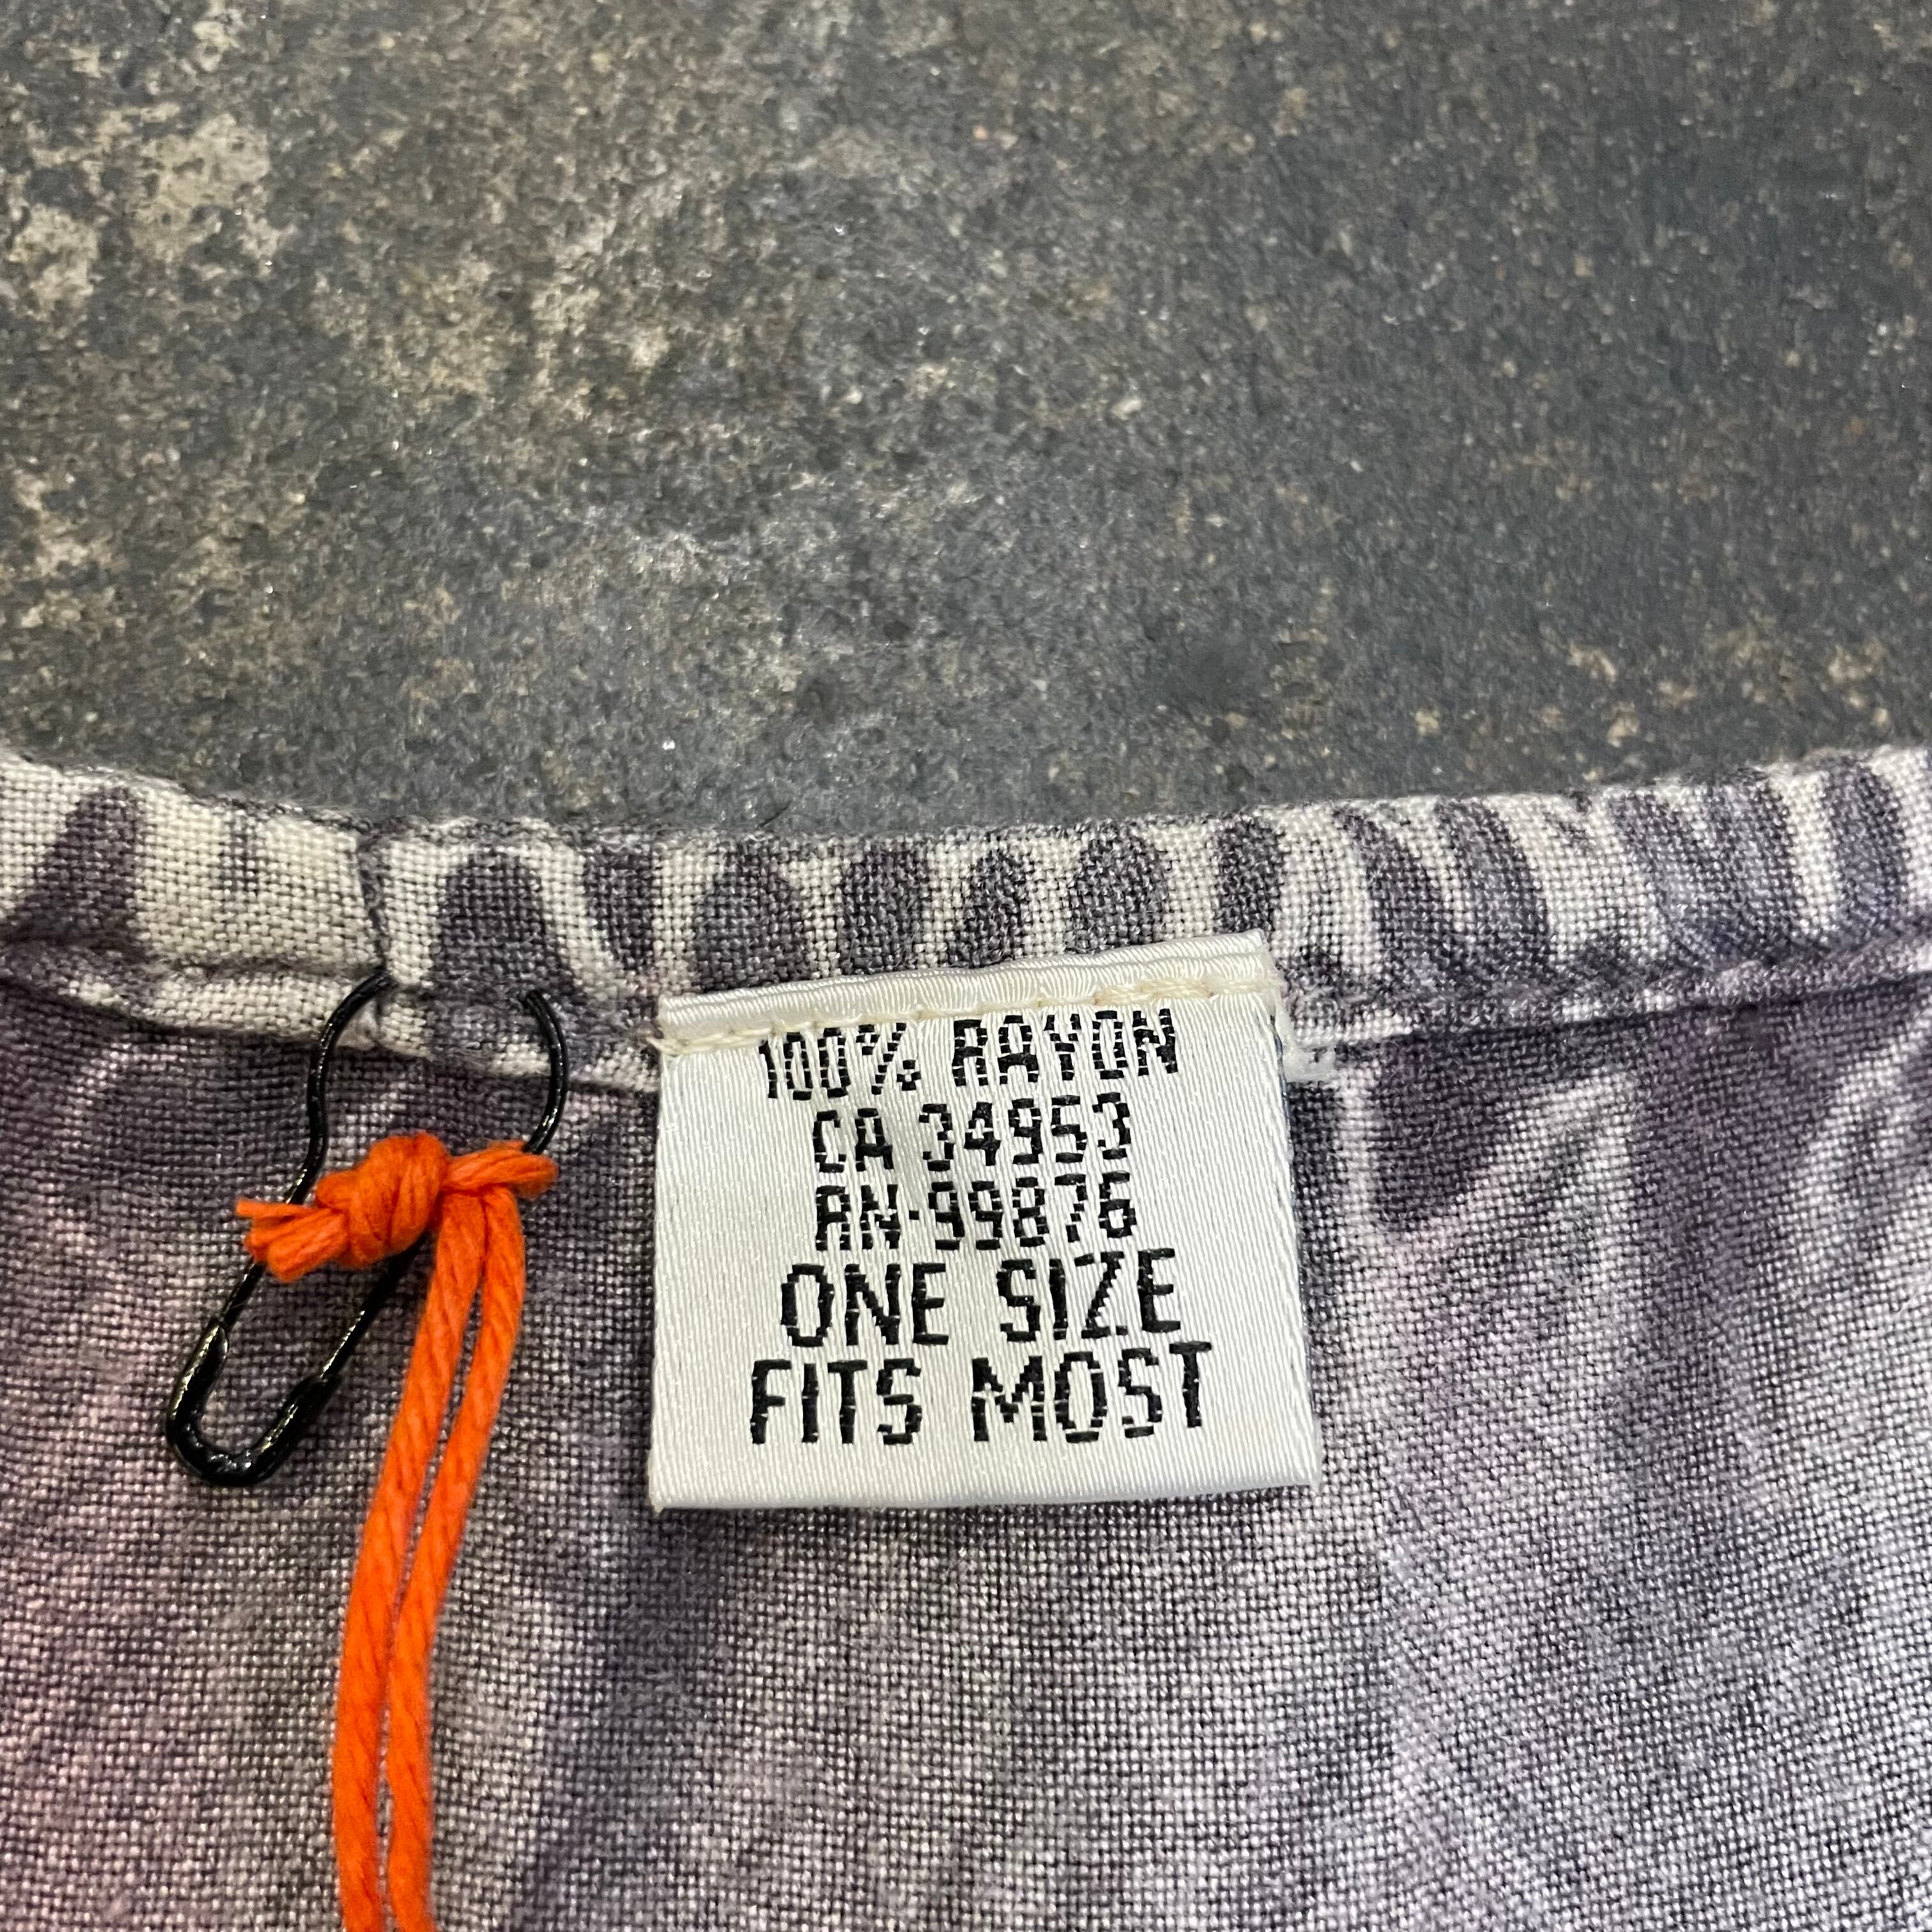 100% RAYON
CA 34953
RN·99876
ONE SIZE
FITS MOST